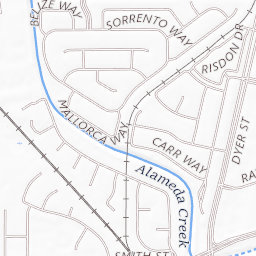 BELIZE WAY
SORRENTO WAY
RISDON DR
MALLORCA WAY
CARR WAY
DYER ST
Alameda Creek
SMITH ST